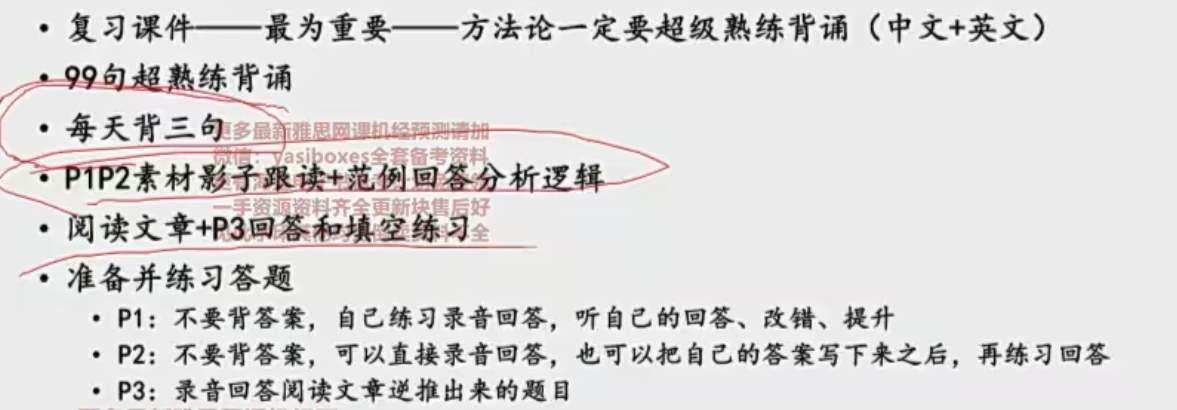 • 复习课件——最为重要——方法论一定要超级熟练背诵（中文+英文）
• 99句超熟练背诵
• 每天背三句
更多最新雅思网课机经预测请加
微信：yasiboxes全套备考资料
• P1P2素材影子跟读+范例回答分析逻辑
一手资源资料齐全更新块售后好
• 阅读文章+P3回答和填空练习
• 准备并练习答题
• P1：不要背答案，自己练习录音回答，听自己的回答、改错、提升
• P2：不要背答案，可以直接录音回答，也可以把自己的答案写下来之后，再练习回答
• P3：录音回答阅读文章逆推出来的题目